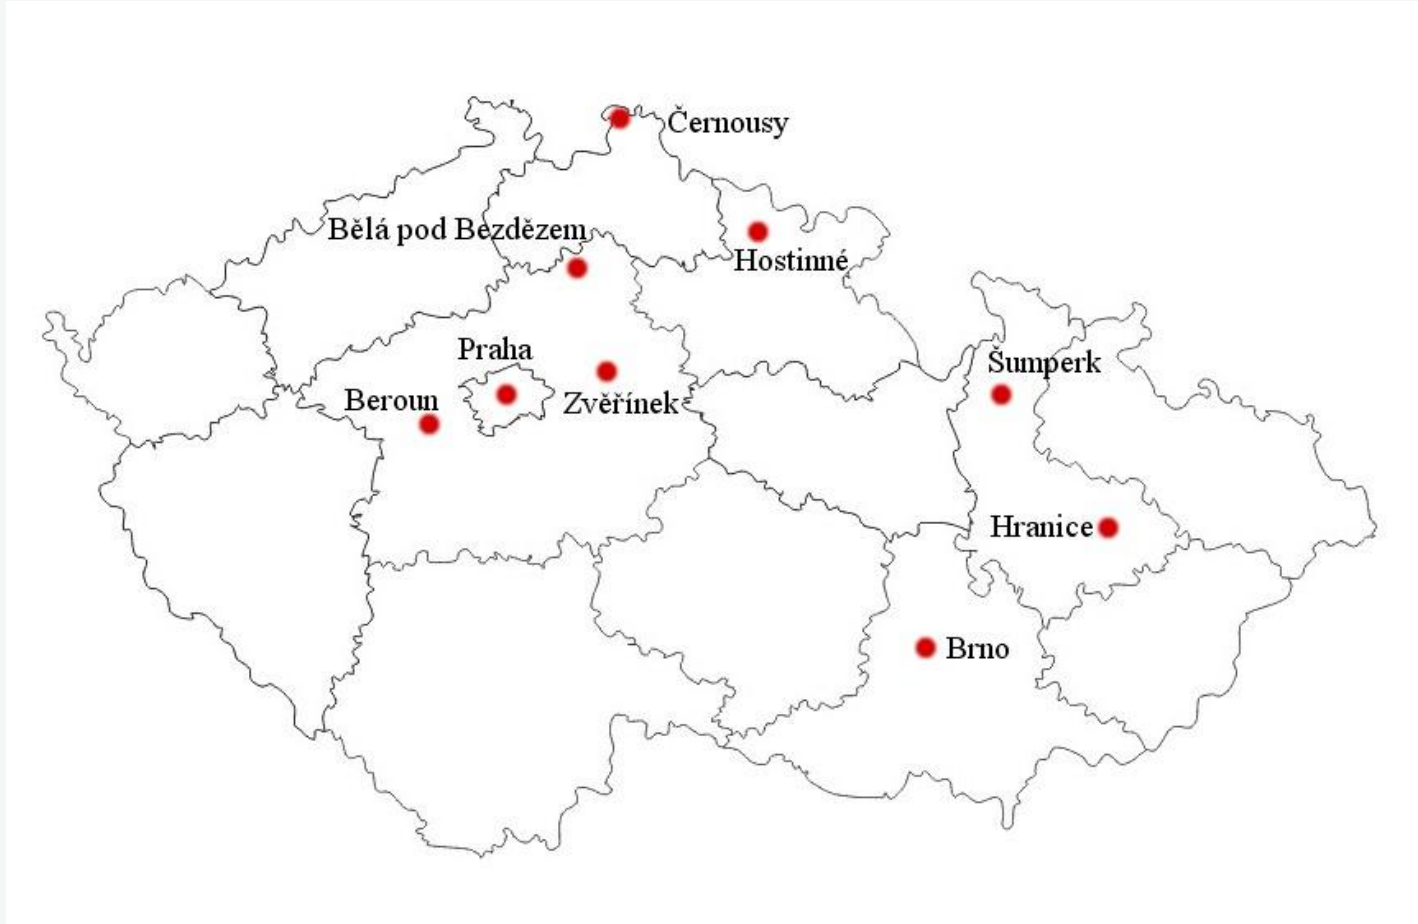 Černousy
Bělá pod Bezdězem
Hostinné
Praha
Šumperk
Beroun
Zvěřínek
Hranice
Brno